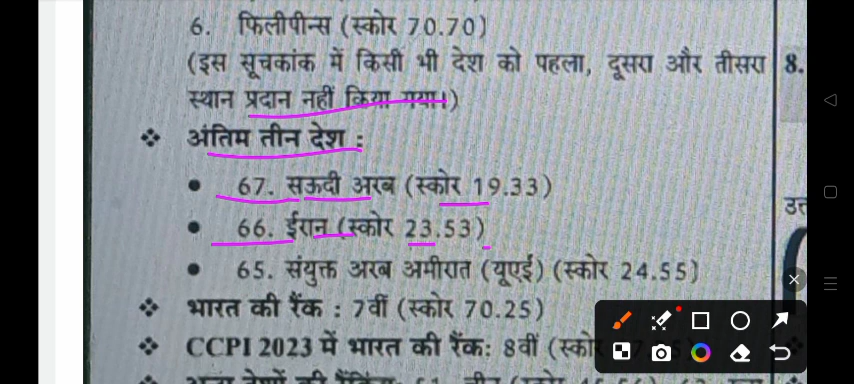 6. फिलीपीन्स (स्कोर 70.70)
(इस सूचकांक में किसी भी देश को पहला, दूसरा और तीसरा
8.
स्थान प्रदान नहीं किया गया।)
❖ अंतिम तीन देश :
• 67. सऊदी अरब (स्कोर 19.33)
• 66. ईरान (स्कोर 23.53)
• 65. संयुक्त अरब अमीरात (यूएई) (स्कोर 24.55)
❖ भारत की रैंक : 7वीं (स्कोर 70.25)
❖ CCPI 2023 में भारत की रैंक: 8वीं (स्कोर